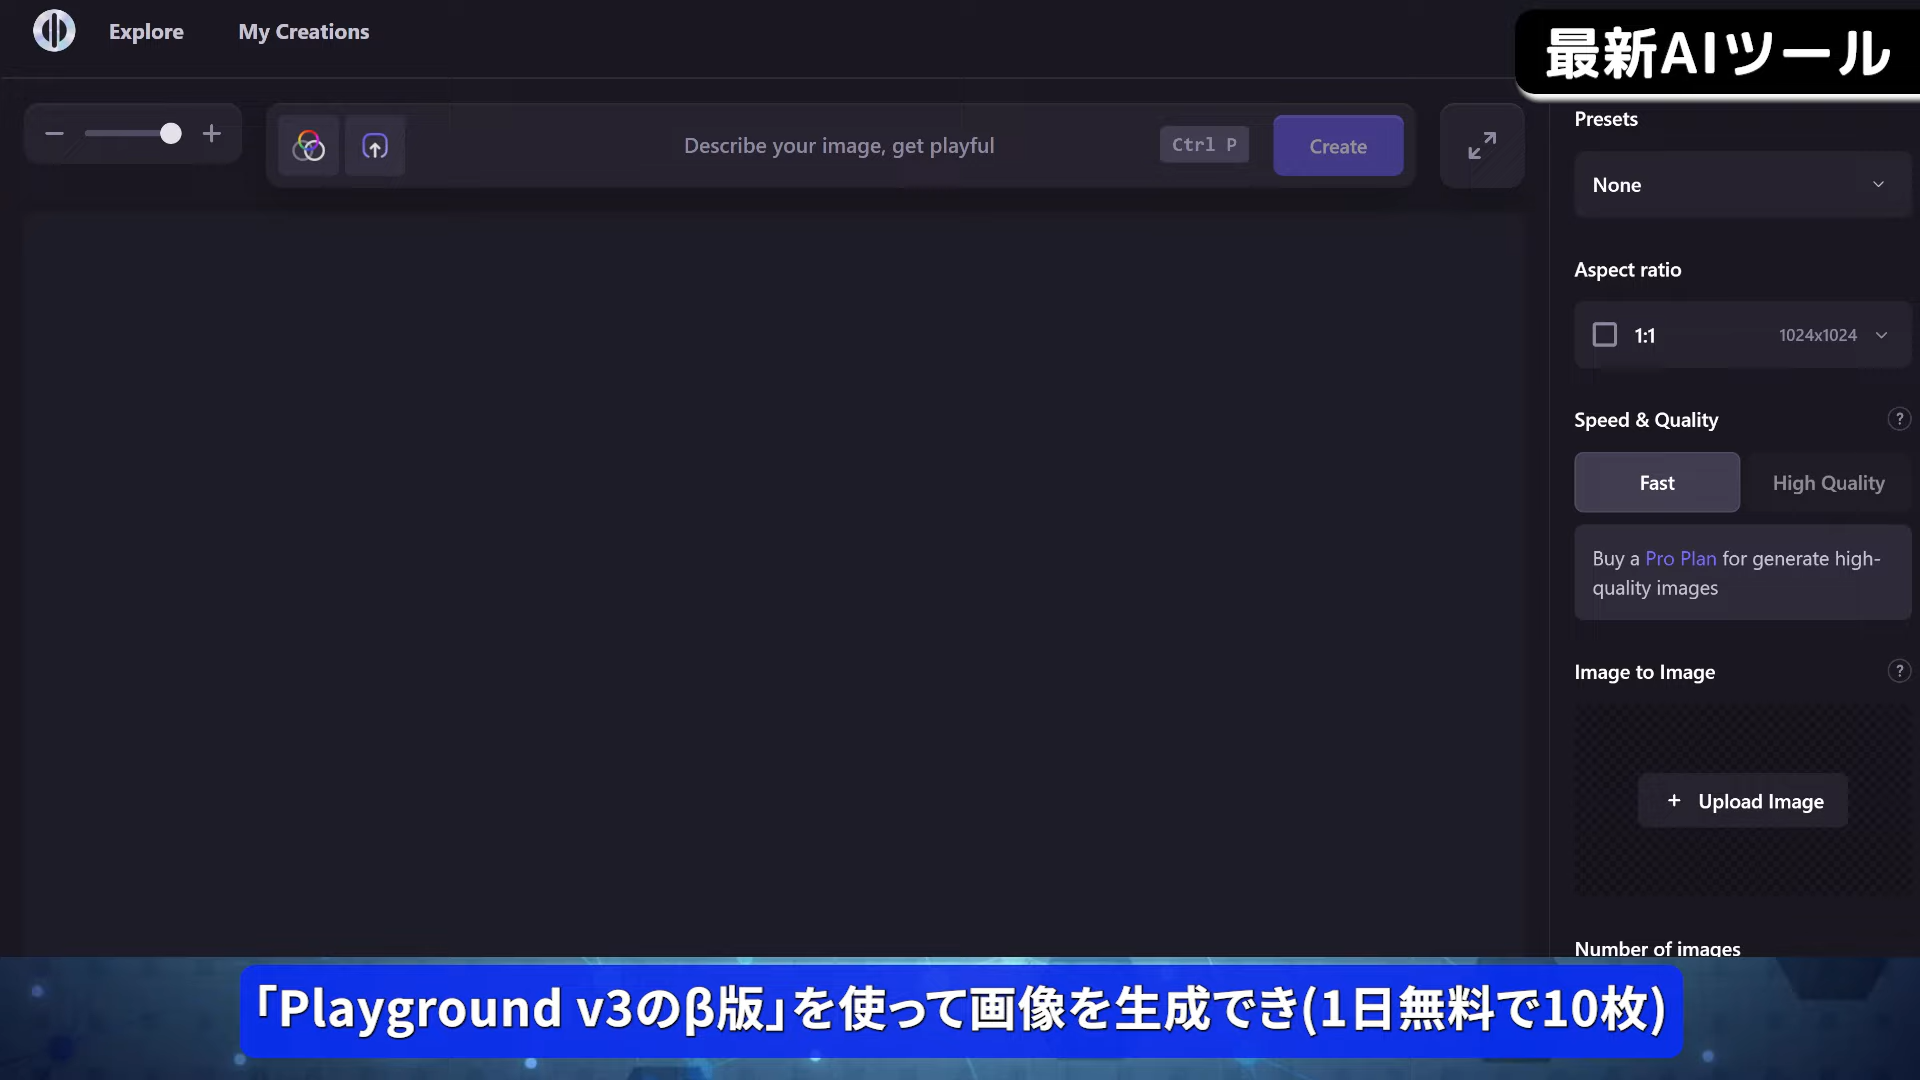 Explore
My Creations
最新AIツール
Describe your image, get playful
Ctrl P
Create
Presets
None
Aspect ratio
1:1
1024x1024
Speed & Quality
?
Fast
High Quality
Buy a Pro Plan for generate high-
quality images
Image to Image
?
+ Upload Image
Number of images
「Playground v3のβ版」を使って画像を生成でき(1日無料で10枚)